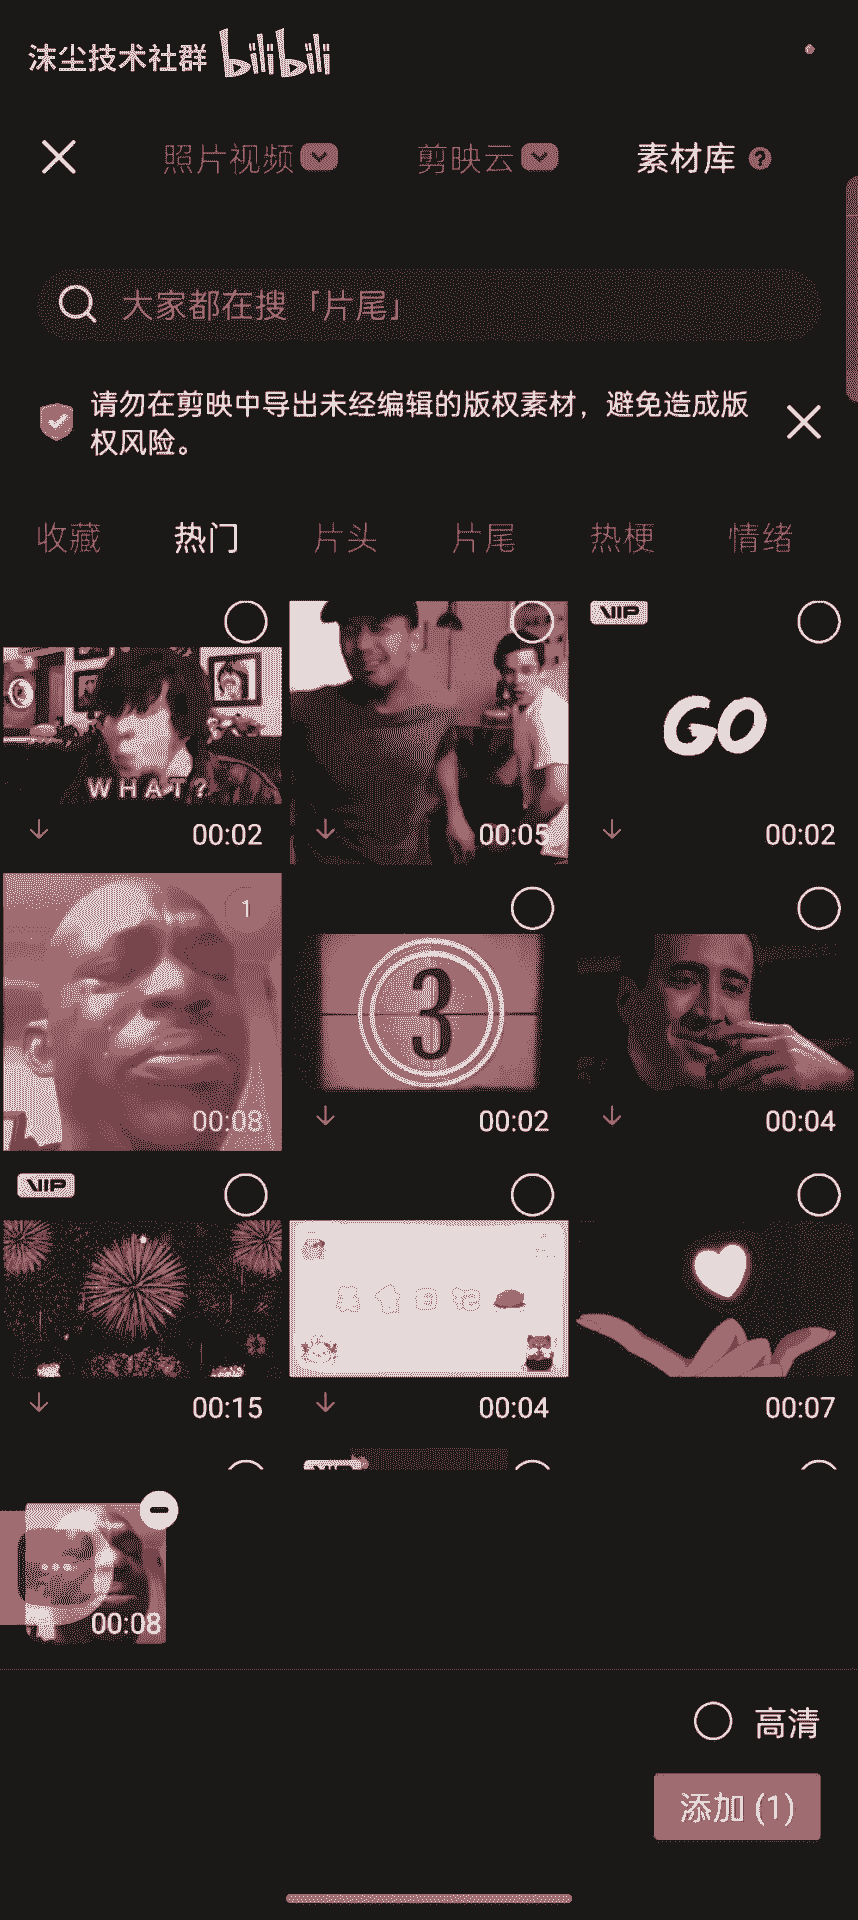 沫尘技术社群 bilibili
照片视频 剪映云 素材库 ?
大家都在搜「片尾」
请勿在剪映中导出未经编辑的版权素材，避免造成版
权风险。
收藏 热门 片头 片尾 热梗 情绪
VIP
GO
WHAT?
00:02 00:05 00:02
1
3
00:08 00:02 00:04
VIP
00:15 00:04 00:07
00:08
高清
添加 (1)